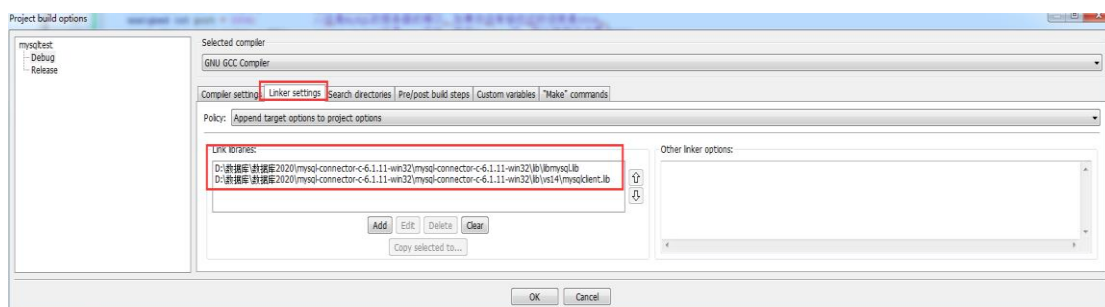 Project build options
mysqltest
Debug
Release
Selected compiler
GNU GCC Compiler
Compiler settings Linker settings Search directories Pre/post build steps Custom variables "Make" commands
Policy: Append target options to project options
Link libraries:
Other linker options:
D:\数据库\数据库2020\mysql-connector-c-6.1.11-win32\mysql-connector-c-6.1.11-win32\lib\libmysql.lib
D:\数据库\数据库2020\mysql-connector-c-6.1.11-win32\mysql-connector-c-6.1.11-win32\lib\vs14\mysqlclient.lib
Add Edit Delete Clear
Copy selected to...
OK Cancel